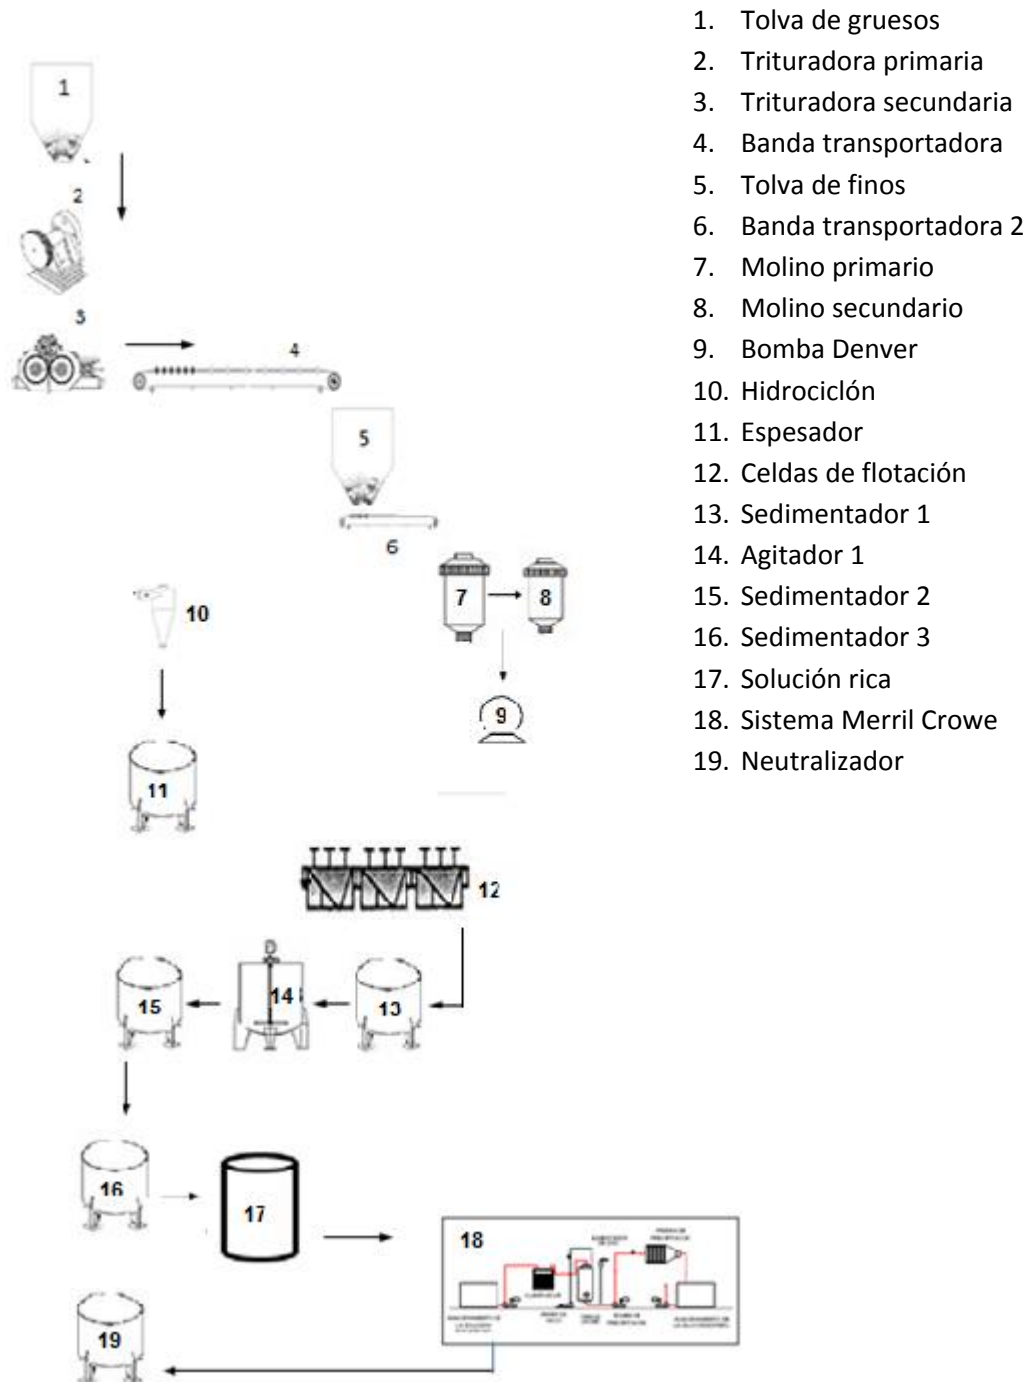 1. Tolva de gruesos
2. Trituradora primaria
3. Trituradora secundaria
4. Banda transportadora
5. Tolva de finos
6. Banda transportadora 2
7. Molino primario
8. Molino secundario
9. Bomba Denver
10. Hidrociclón
11. Espesador
12. Celdas de flotación
13. Sedimentador 1
14. Agitador 1
15. Sedimentador 2
16. Sedimentador 3
17. Solución rica
18. Sistema Merril Crowe
19. Neutralizador
1
2
3
4
5
6
7
8
10
9
11
12
15
14
13
16
17
18
19